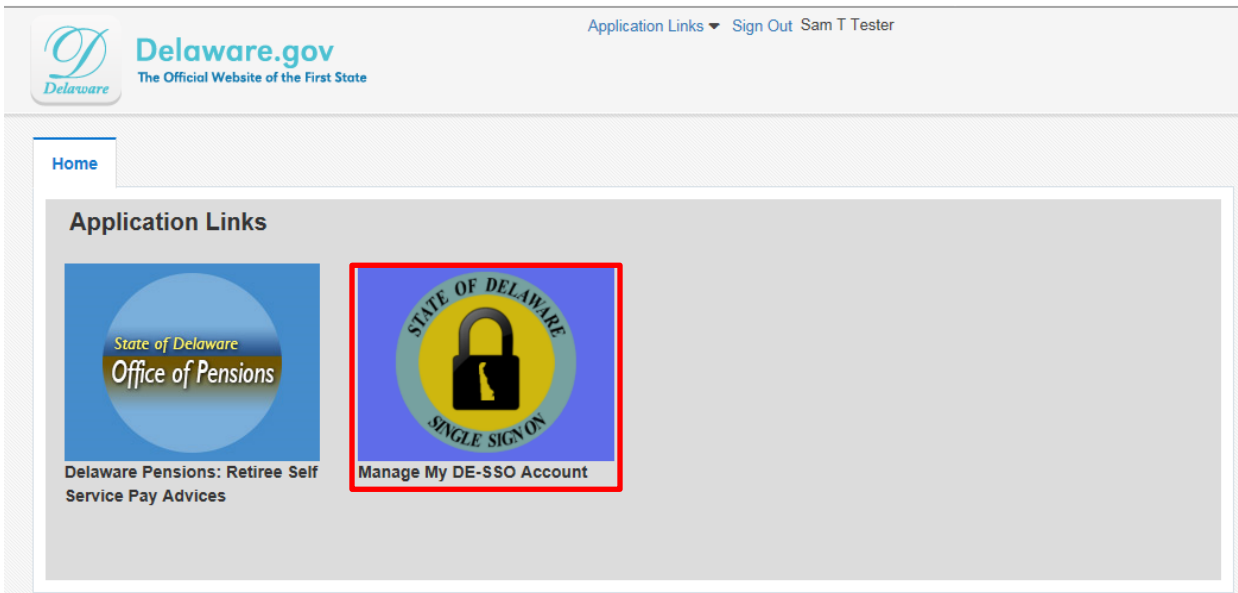 Application Links Sign Out Sam T Tester
D
Delaware
Delaware.gov
The Official Website of the First State
Home
Application Links
State of Delaware
Office of Pensions
STATE OF DELAWARE
SINGLE SIGN ON
Delaware Pensions: Retiree Self
Service Pay Advices
Manage My DE-SSO Account